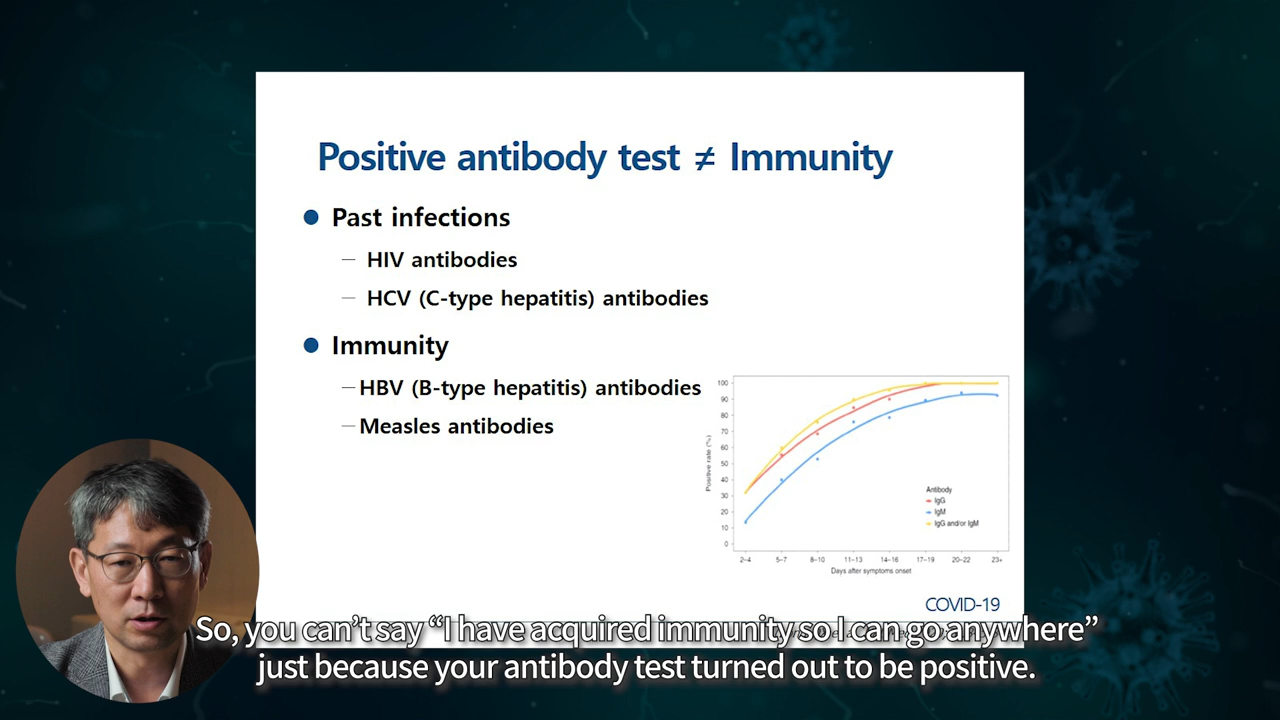 Positive antibody test ≠ Immunity
Past infections
– HIV antibodies
– HCV (C-type hepatitis) antibodies
Immunity
– HBV (B-type hepatitis) antibodies
– Measles antibodies
100
90
80
70
60
50
40
30
20
10
0
Positive rate (%)
Antibody
IgG
IgM
IgG and/or IgM
2–4 5–7 8–10 11–13 14–16 17–19 20–22 23+
Days after symptoms onset
COVID-19
So, you can’t say “I have acquired immunity so I can go anywhere”
just because your antibody test turned out to be positive.